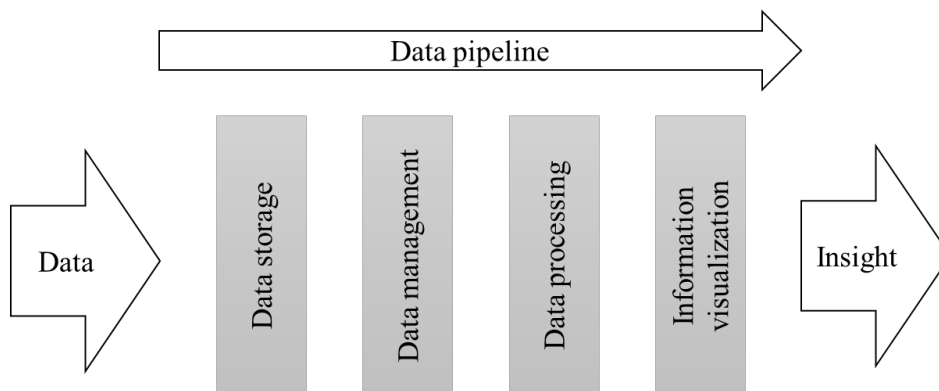 Data pipeline
Data
Data storage
Data management
Data processing
Information
visualization
Insight